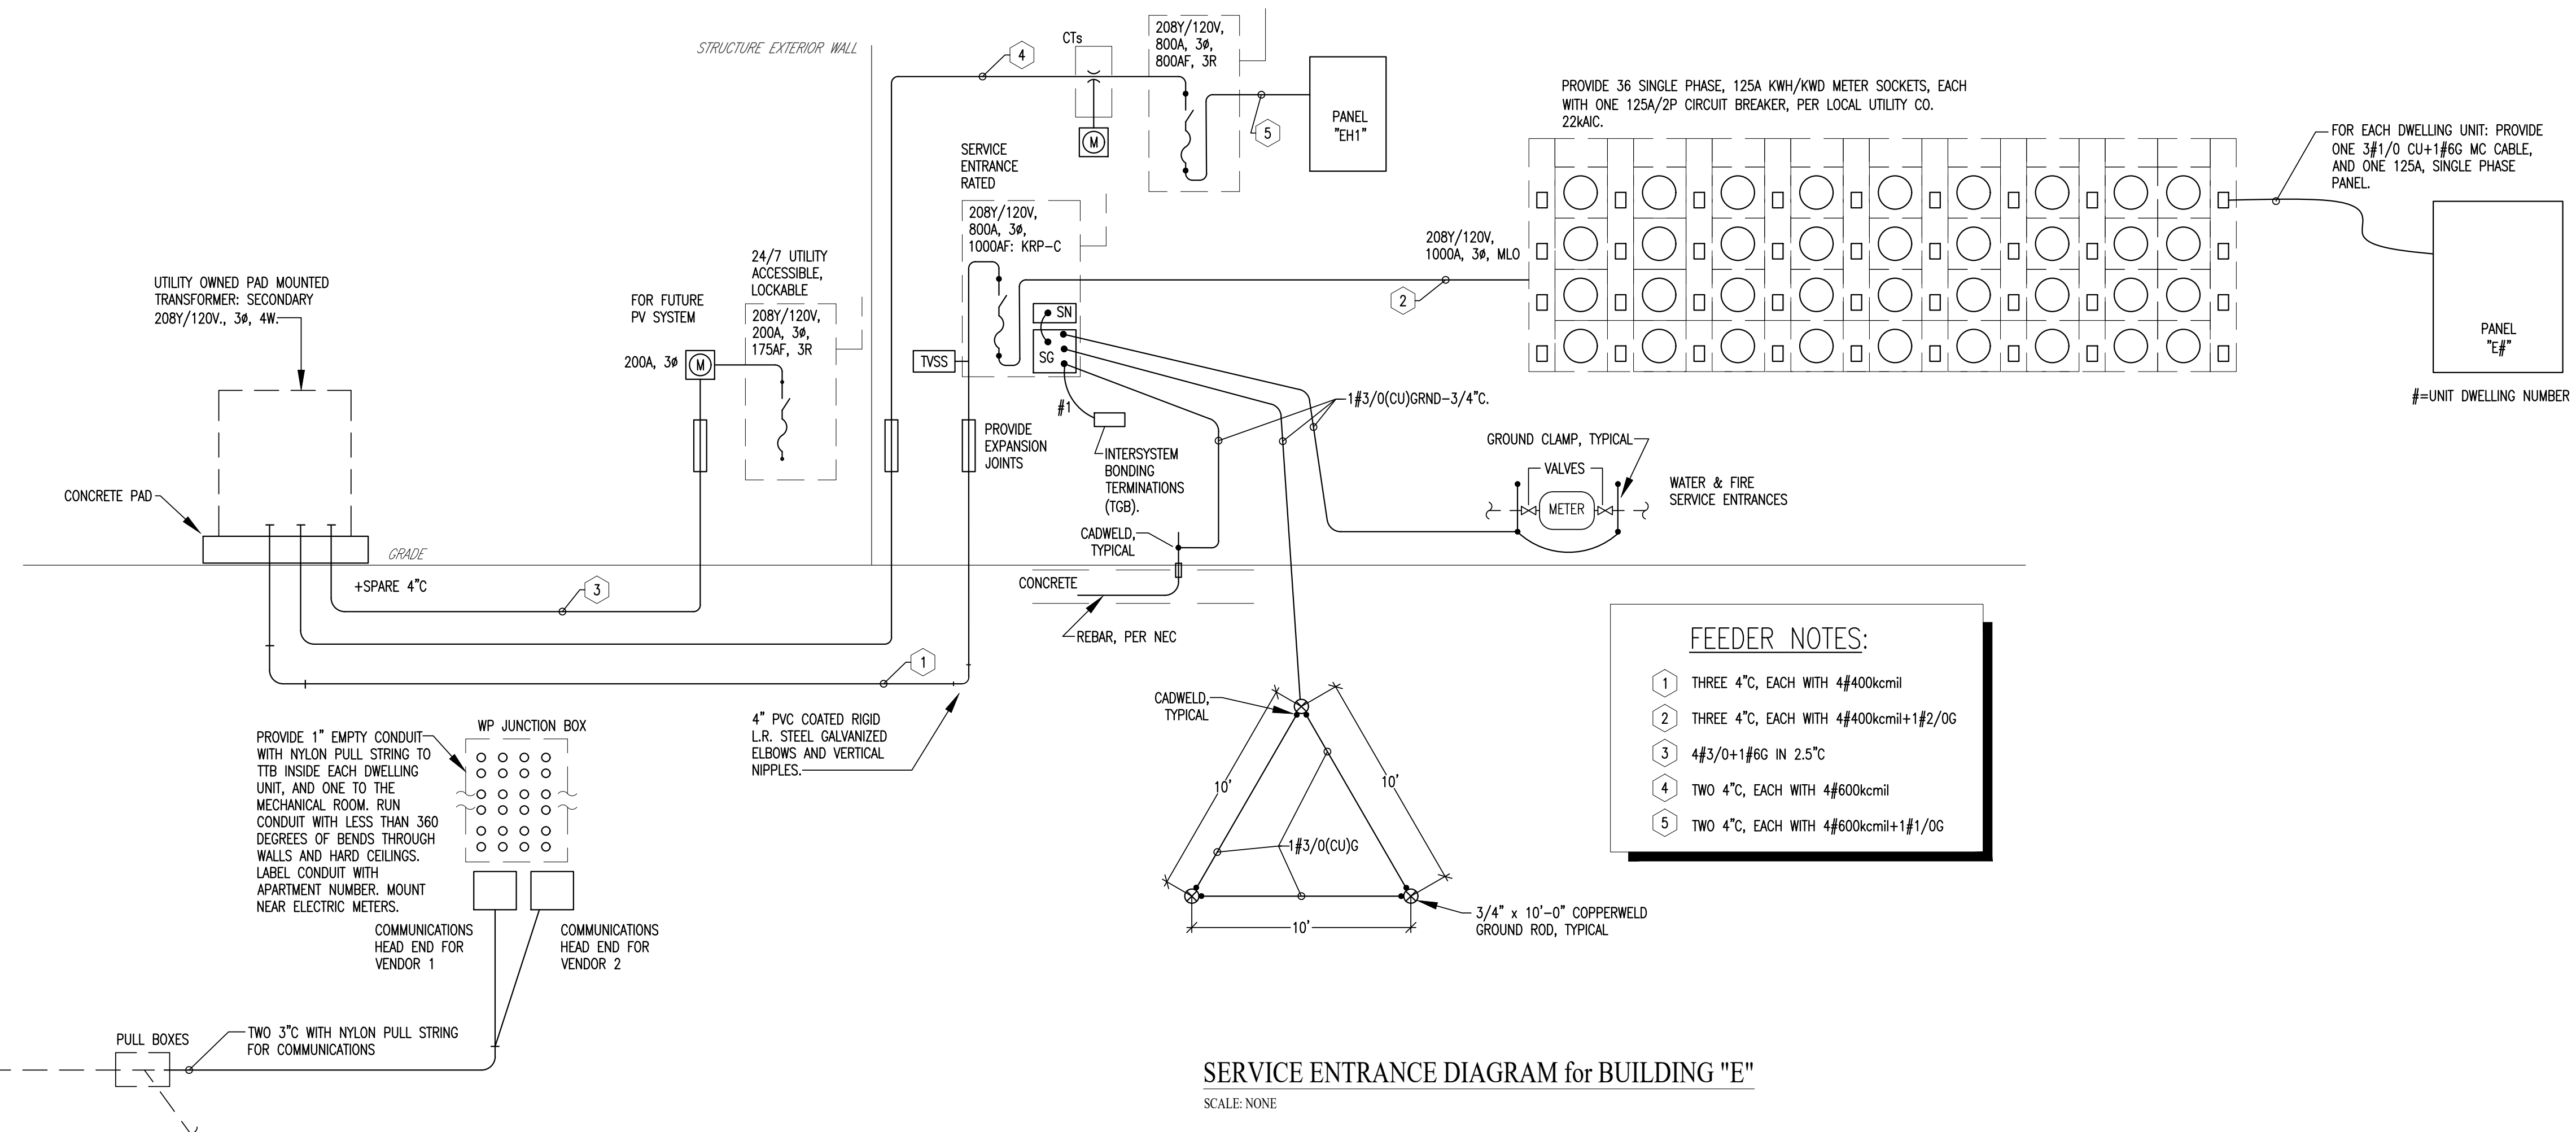 STRUCTURE EXTERIOR WALL
4
CTs
M
208Y/120V,
800A, 3ø,
800AF, 3R
5
PANEL
"EH1"
PROVIDE 36 SINGLE PHASE, 125A KWH/KWD METER SOCKETS, EACH
WITH ONE 125A/2P CIRCUIT BREAKER, PER LOCAL UTILITY CO.
22kAIC.
FOR EACH DWELLING UNIT: PROVIDE
ONE 3#1/0 CU+1#6G MC CABLE,
AND ONE 125A, SINGLE PHASE
PANEL.
PANEL
"E#"
#=UNIT DWELLING NUMBER
SERVICE
ENTRANCE
RATED
208Y/120V,
800A, 3ø,
1000AF: KRP-C
208Y/120V,
1000A, 3ø, MLO
2
UTILITY OWNED PAD MOUNTED
TRANSFORMER: SECONDARY
208Y/120V., 3ø, 4W.
FOR FUTURE
PV SYSTEM
200A, 3ø
M
24/7 UTILITY
ACCESSIBLE,
LOCKABLE
208Y/120V,
200A, 3ø,
175AF, 3R
TVSS
SN
SG
#1
PROVIDE
EXPANSION
JOINTS
INTERSYSTEM
BONDING
TERMINATIONS
(TGB).
1#3/0(CU)GRND-3/4"C.
GROUND CLAMP, TYPICAL
VALVES
METER
WATER & FIRE
SERVICE ENTRANCES
CONCRETE PAD
GRADE
+SPARE 4"C
3
CADWELD,
TYPICAL
CONCRETE
REBAR, PER NEC
1
4" PVC COATED RIGID
L.R. STEEL GALVANIZED
ELBOWS AND VERTICAL
NIPPLES.
CADWELD,
TYPICAL
10'
10'
10'
1#3/0(CU)G
3/4" x 10'-0" COPPERWELD
GROUND ROD, TYPICAL
FEEDER NOTES:
1 THREE 4"C, EACH WITH 4#400kcmil
2 THREE 4"C, EACH WITH 4#400kcmil+1#2/0G
3 4#3/0+1#6G IN 2.5"C
4 TWO 4"C, EACH WITH 4#600kcmil
5 TWO 4"C, EACH WITH 4#600kcmil+1#1/0G
PROVIDE 1" EMPTY CONDUIT
WITH NYLON PULL STRING TO
TTB INSIDE EACH DWELLING
UNIT, AND ONE TO THE
MECHANICAL ROOM. RUN
CONDUIT WITH LESS THAN 360
DEGREES OF BENDS THROUGH
WALLS AND HARD CEILINGS.
LABEL CONDUIT WITH
APARTMENT NUMBER. MOUNT
NEAR ELECTRIC METERS.
WP JUNCTION BOX
COMMUNICATIONS
HEAD END FOR
VENDOR 1
COMMUNICATIONS
HEAD END FOR
VENDOR 2
PULL BOXES
TWO 3"C WITH NYLON PULL STRING
FOR COMMUNICATIONS
SERVICE ENTRANCE DIAGRAM for BUILDING "E"
SCALE: NONE